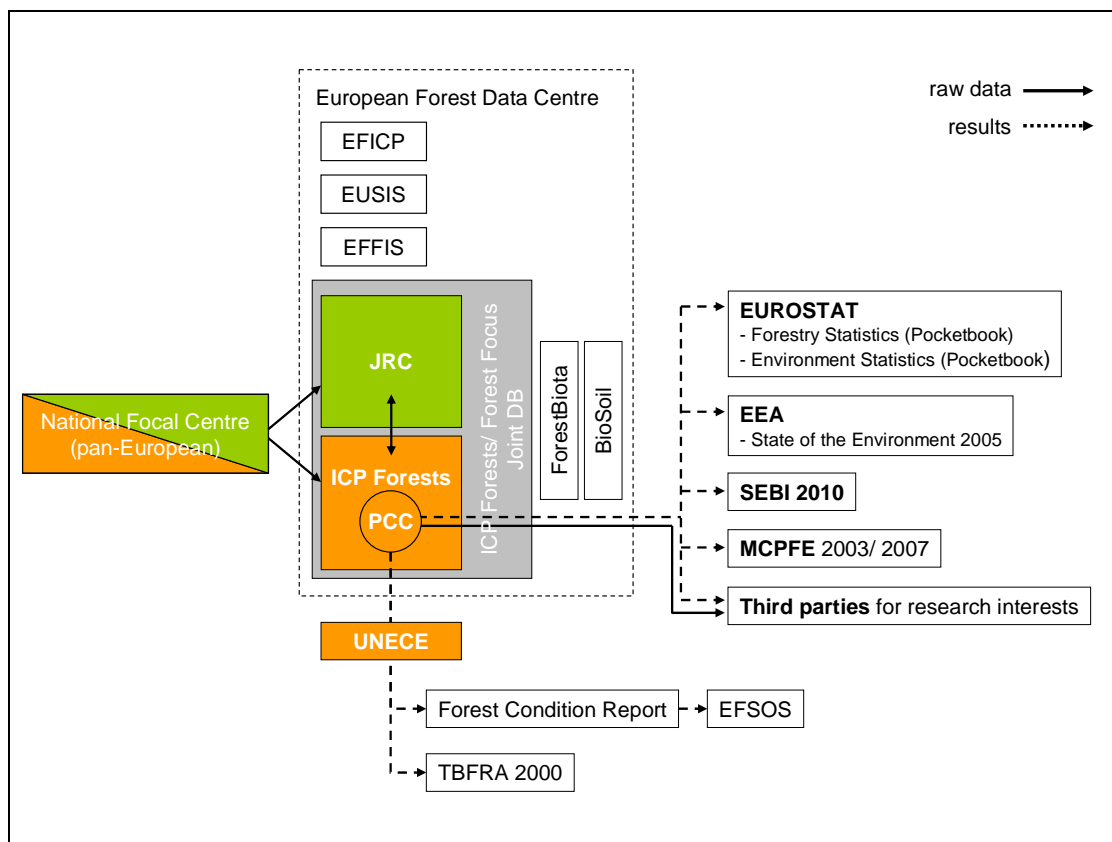 European Forest Data Centre
raw data
results
EFICP
EUSIS
EFFIS
JRC
ICP Forests/ Forest Focus
Joint DB
ForestBiota
BioSoil
National Focal Centre
(pan-European)
ICP Forests
PCC
UNECE
EUROSTAT
- Forestry Statistics (Pocketbook)
- Environment Statistics (Pocketbook)
EEA
- State of the Environment 2005
SEBI 2010
MCPFE 2003/ 2007
Third parties for research interests
Forest Condition Report
EFSOS
TBFRA 2000